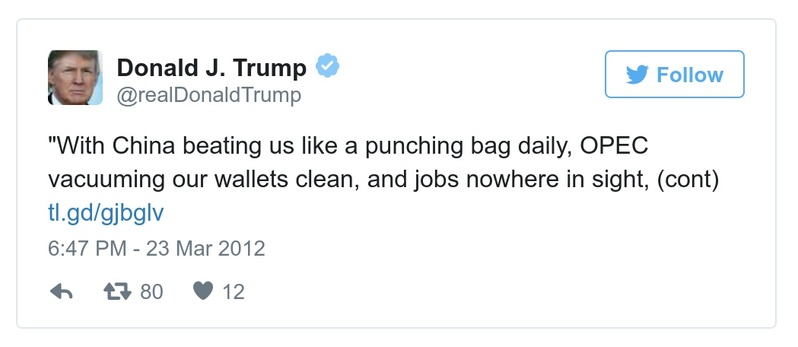 Donald J. Trump
@realDonaldTrump
Follow
"With China beating us like a punching bag daily, OPEC
vacuuming our wallets clean, and jobs nowhere in sight, (cont)
tl.gd/gjbglv
6:47 PM - 23 Mar 2012
80 12